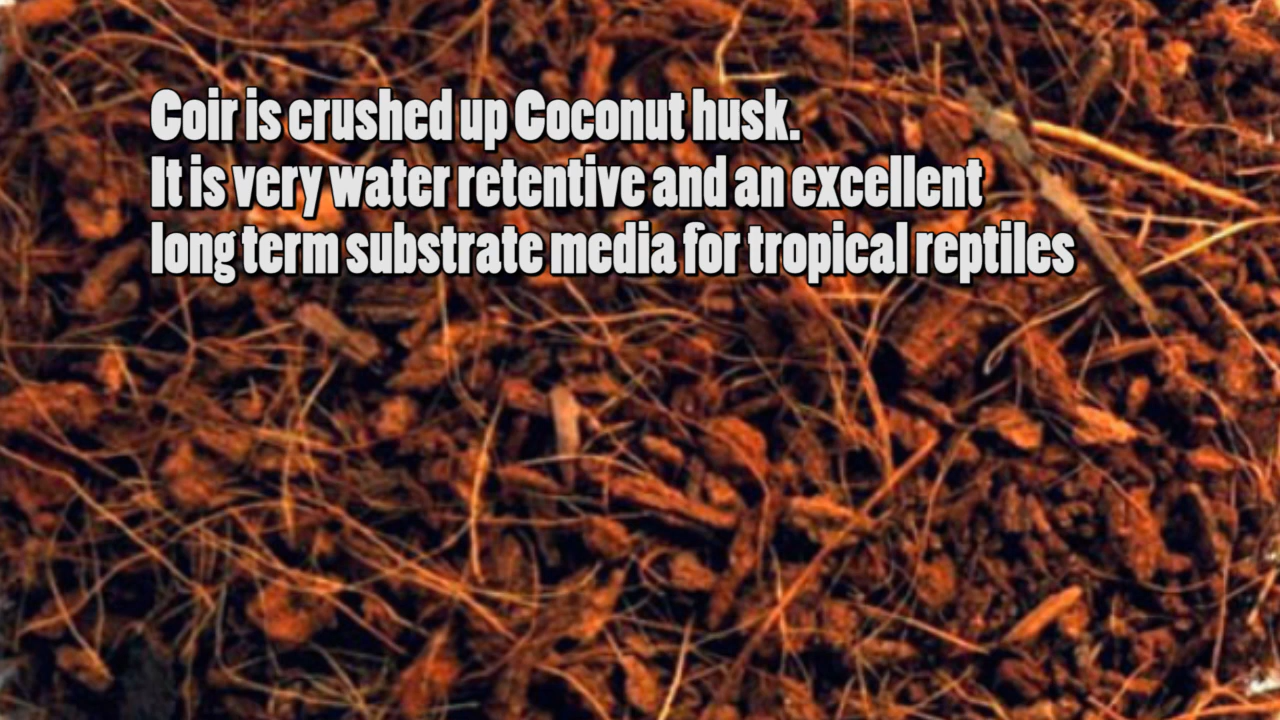 Coir is crushed up Coconut husk.
It is very water retentive and an excellent
long term substrate media for tropical reptiles